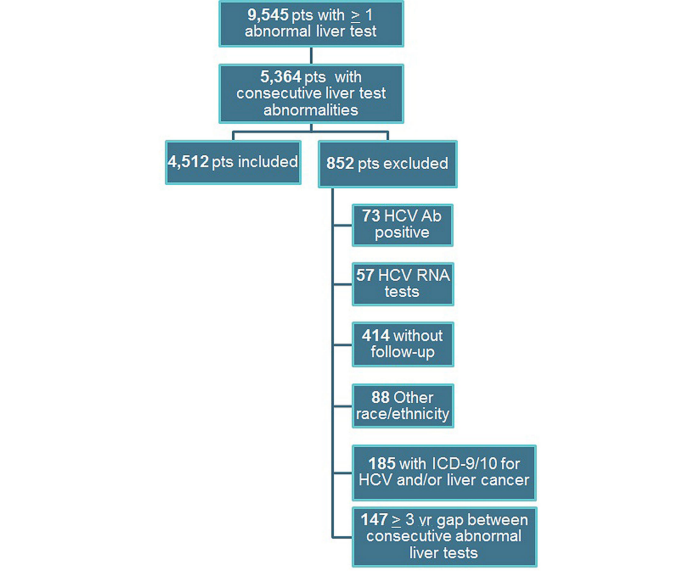 9,545 pts with ≥ 1
abnormal liver test
5,364 pts with
consecutive liver test
abnormalities
4,512 pts included
852 pts excluded
73 HCV Ab
positive
57 HCV RNA
tests
414 without
follow-up
88 Other
race/ethnicity
185 with ICD-9/10 for
HCV and/or liver cancer
147 ≥ 3 yr gap between
consecutive abnormal
liver tests